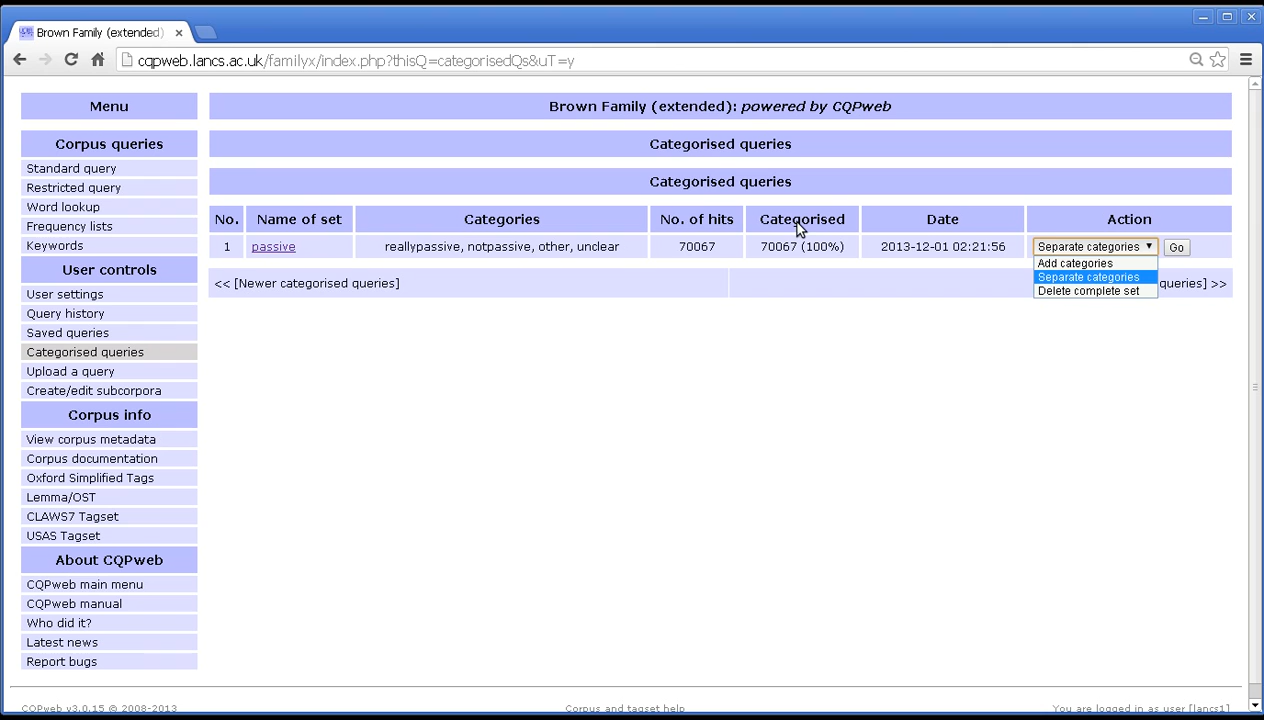 Brown Family (extended)
cqpweb.lancs.ac.uk/familyx/index.php?thisQ=categorisedQs&uT=y
Menu
Corpus queries
Standard query
Restricted query
Word lookup
Frequency lists
Keywords
User controls
User settings
Query history
Saved queries
Categorised queries
Upload a query
Create/edit subcorpora
Corpus info
View corpus metadata
Corpus documentation
Oxford Simplified Tags
Lemma/OST
CLAWS7 Tagset
USAS Tagset
About CQPweb
CQPweb main menu
CQPweb manual
Who did it?
Latest news
Report bugs
Brown Family (extended): powered by CQPweb
Categorised queries
Categorised queries
No. Name of set Categories No. of hits Categorised Date Action
1 passive reallypassive, notpassive, other, unclear 70067 70067 (100%) 2013-12-01 02:21:56 Separate categories Go
Add categories
Separate categories
Delete complete set
<< [Newer categorised queries] queries] >>
CQPweb v3.0.15 © 2008-2013 Corpus and tagset help You are logged in as user [lancs1]